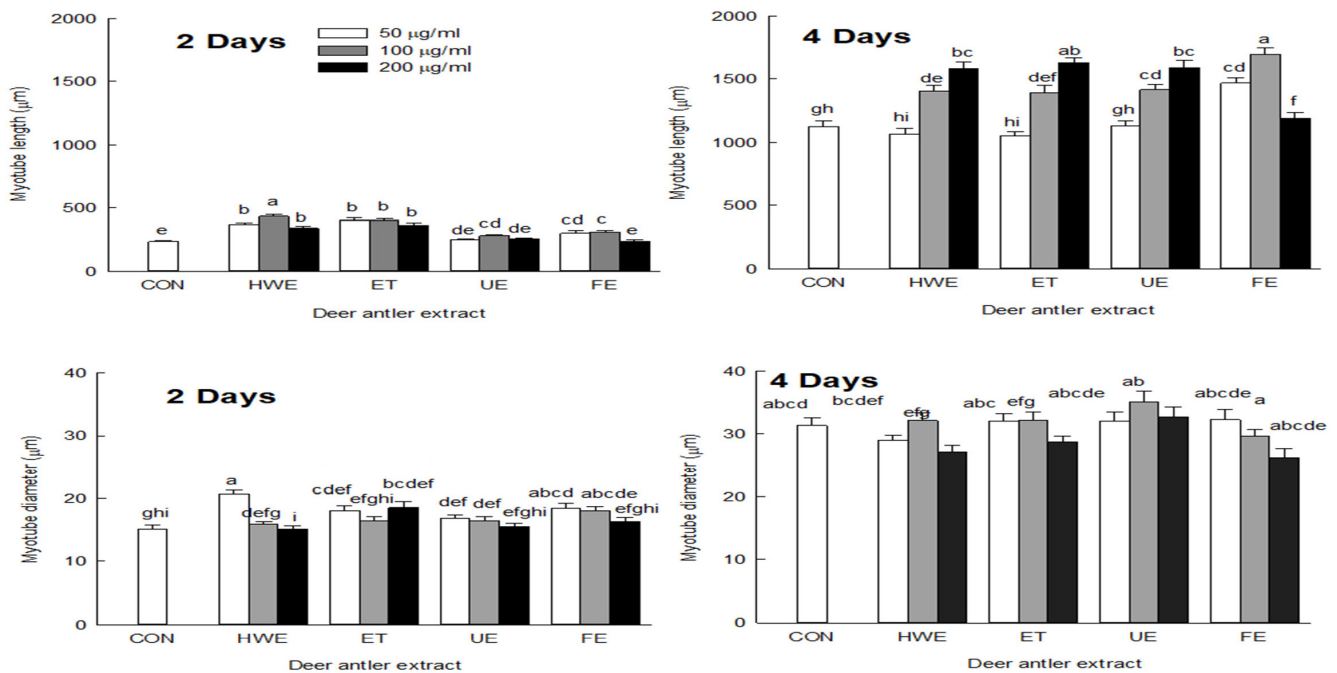 2 Days
50 µg/ml
100 µg/ml
200 µg/ml
Myotube length (µm)
2000
1500
1000
500
0
e
b a b
b b b
de cd de
cd c e
CON HWE ET UE FE
Deer antler extract
4 Days
Myotube length (µm)
2000
1500
1000
500
0
gh
hi de bc
hi def ab
gh cd bc
cd a f
CON HWE ET UE FE
Deer antler extract
2 Days
Myotube diameter (µm)
40
30
20
10
0
ghi
a defg i
cdef efghi bcdef
def def efghi
abcd abcde efghi
CON HWE ET UE FE
Deer antler extract
4 Days
Myotube diameter (µm)
40
30
20
10
0
abcd
bcdef efg
abc efg abcde
ab
abcde a abcde
CON HWE ET UE FE
Deer antler extract